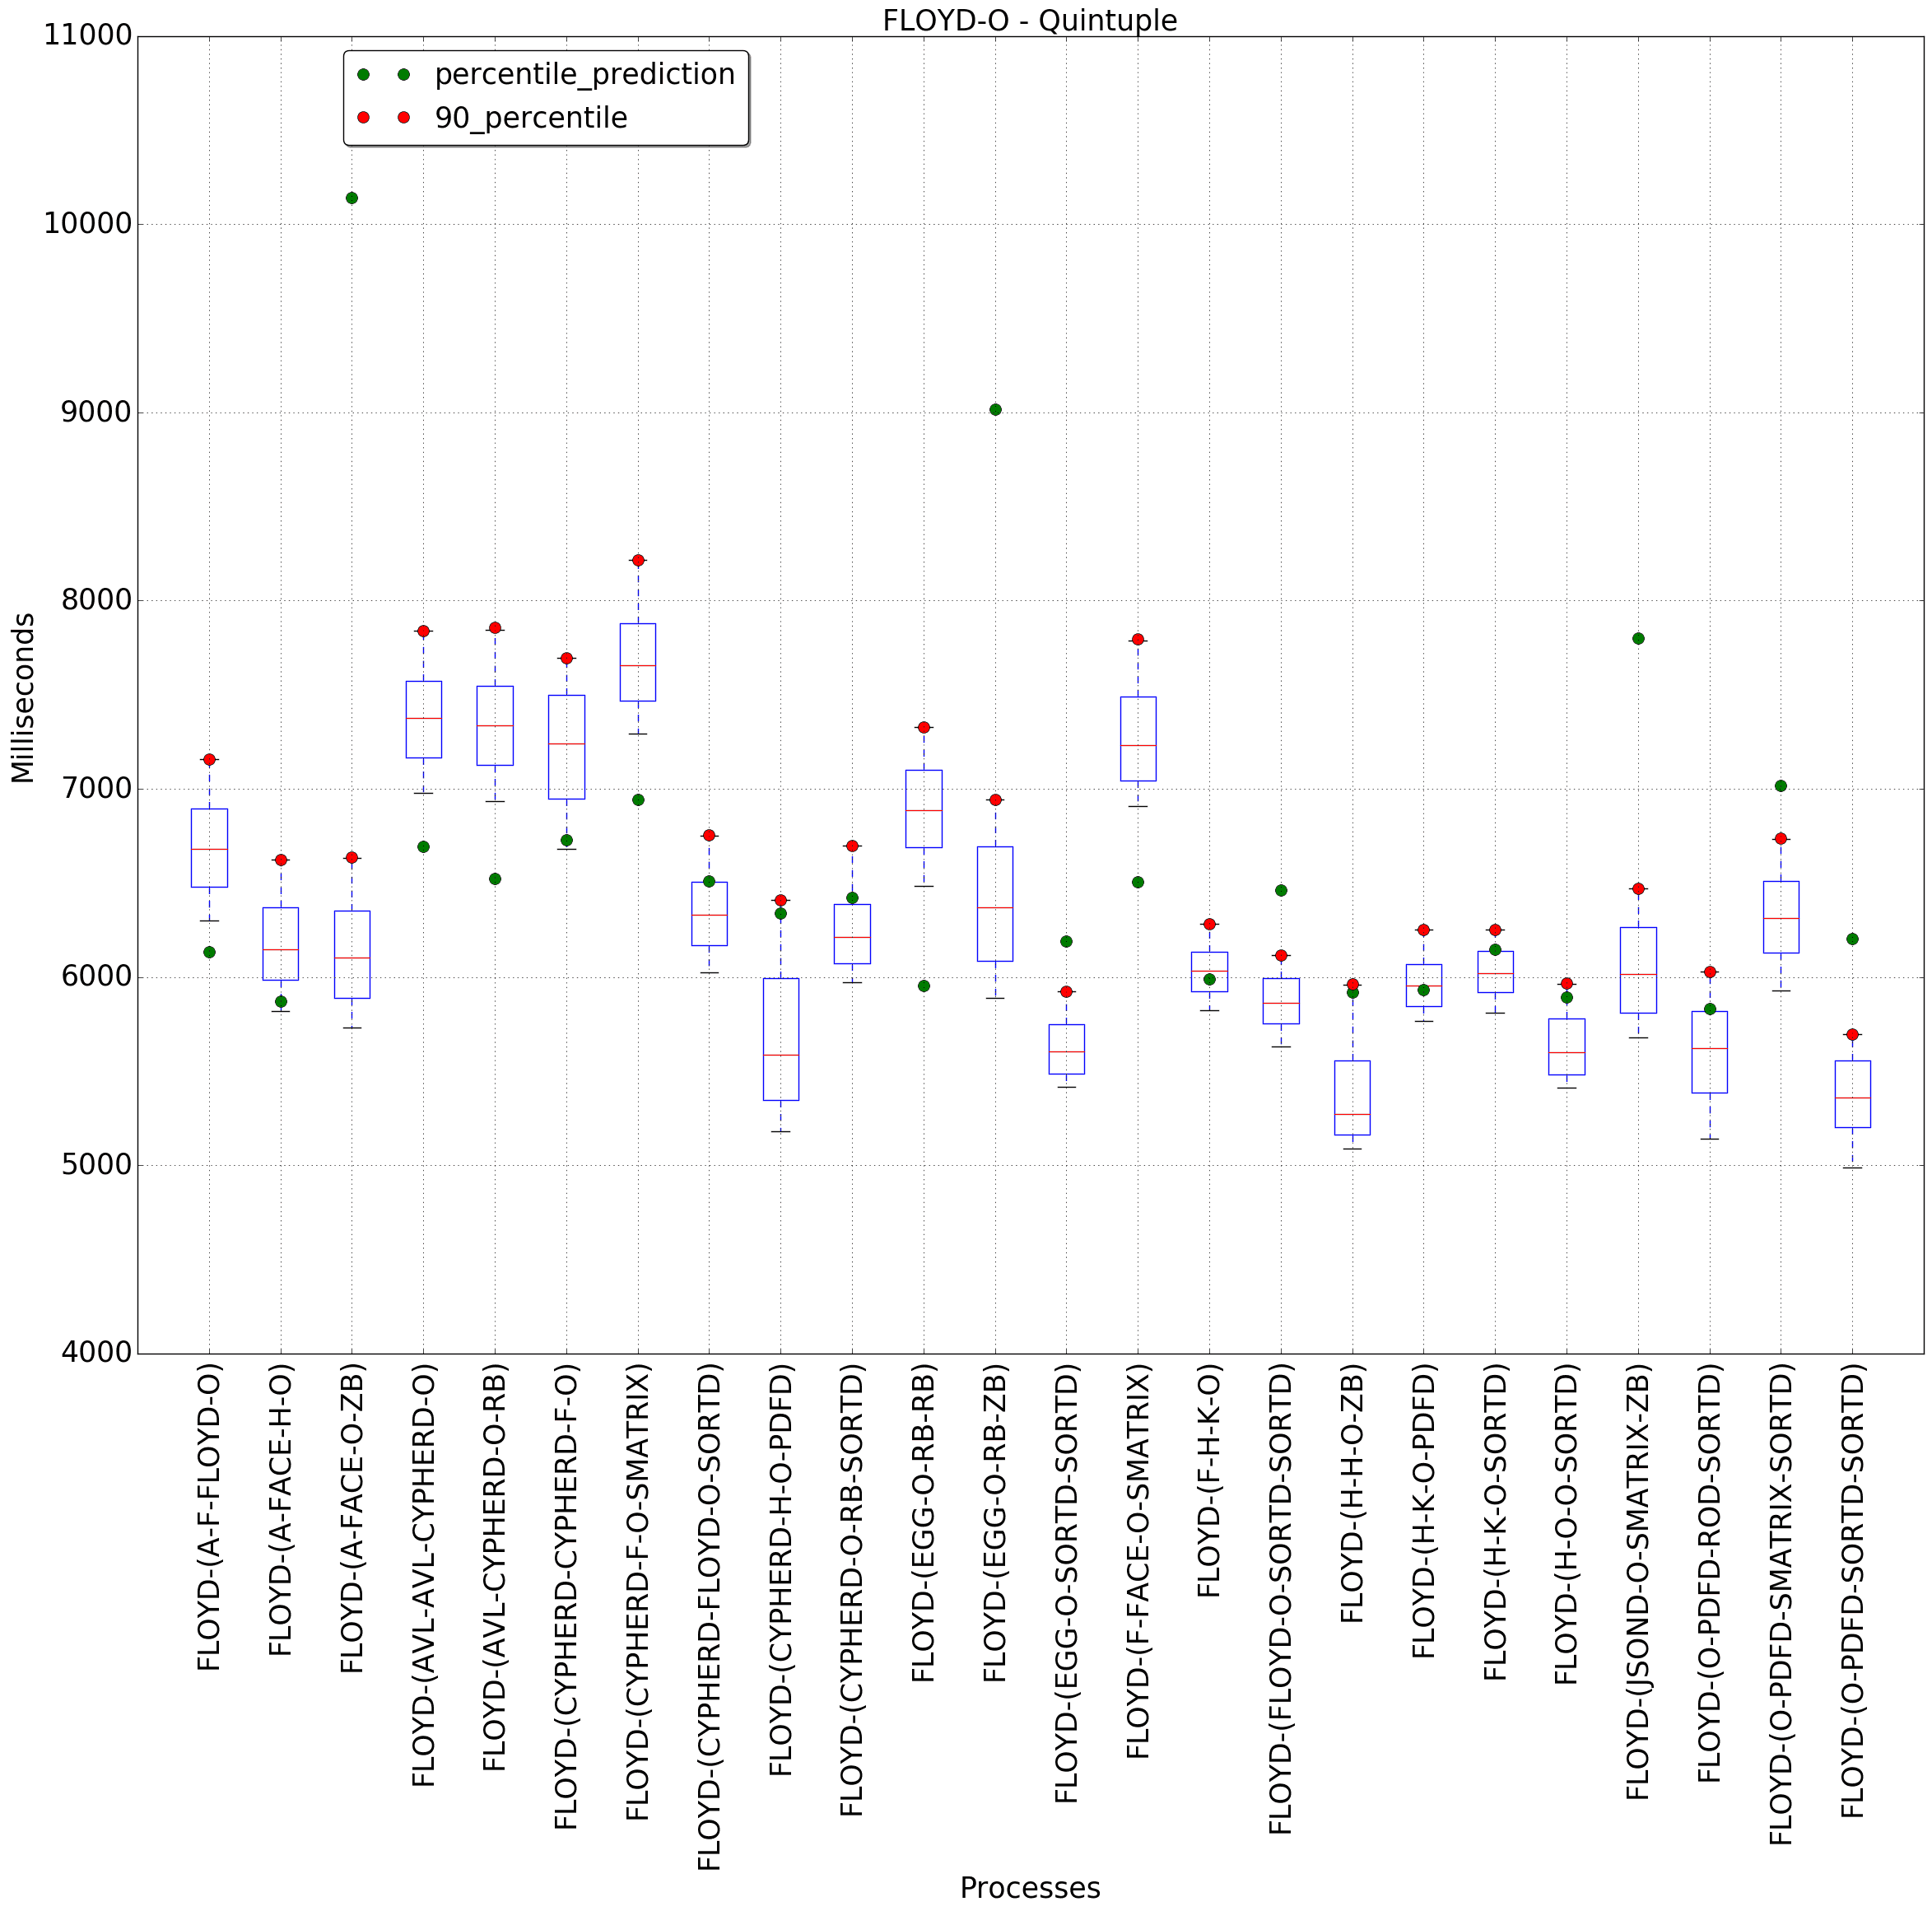 FLOYD-O - Quintuple
percentile_prediction
90_percentile
11000
10000
9000
8000
7000
6000
5000
4000
Milliseconds
FLOYD-(A-F-FLOYD-O)
FLOYD-(A-FACE-H-O)
FLOYD-(A-FACE-O-ZB)
FLOYD-(AVL-AVL-CYPHERD-O)
FLOYD-(AVL-CYPHERD-O-RB)
FLOYD-(CYPHERD-CYPHERD-F-O)
FLOYD-(CYPHERD-F-O-SMATRIX)
FLOYD-(CYPHERD-FLOYD-O-SORTD)
FLOYD-(CYPHERD-H-O-PDFD)
FLOYD-(CYPHERD-O-RB-SORTD)
FLOYD-(EGG-O-RB-RB)
FLOYD-(EGG-O-RB-ZB)
FLOYD-(EGG-O-SORTD-SORTD)
FLOYD-(F-FACE-O-SMATRIX)
FLOYD-(F-H-K-O)
FLOYD-(FLOYD-O-SORTD-SORTD)
FLOYD-(H-H-O-ZB)
FLOYD-(H-K-O-PDFD)
FLOYD-(H-K-O-SORTD)
FLOYD-(H-O-O-SORTD)
FLOYD-(JSOND-O-SMATRIX-ZB)
FLOYD-(O-PDFD-ROD-SORTD)
FLOYD-(O-PDFD-SMATRIX-SORTD)
FLOYD-(O-PDFD-SORTD-SORTD)
Processes